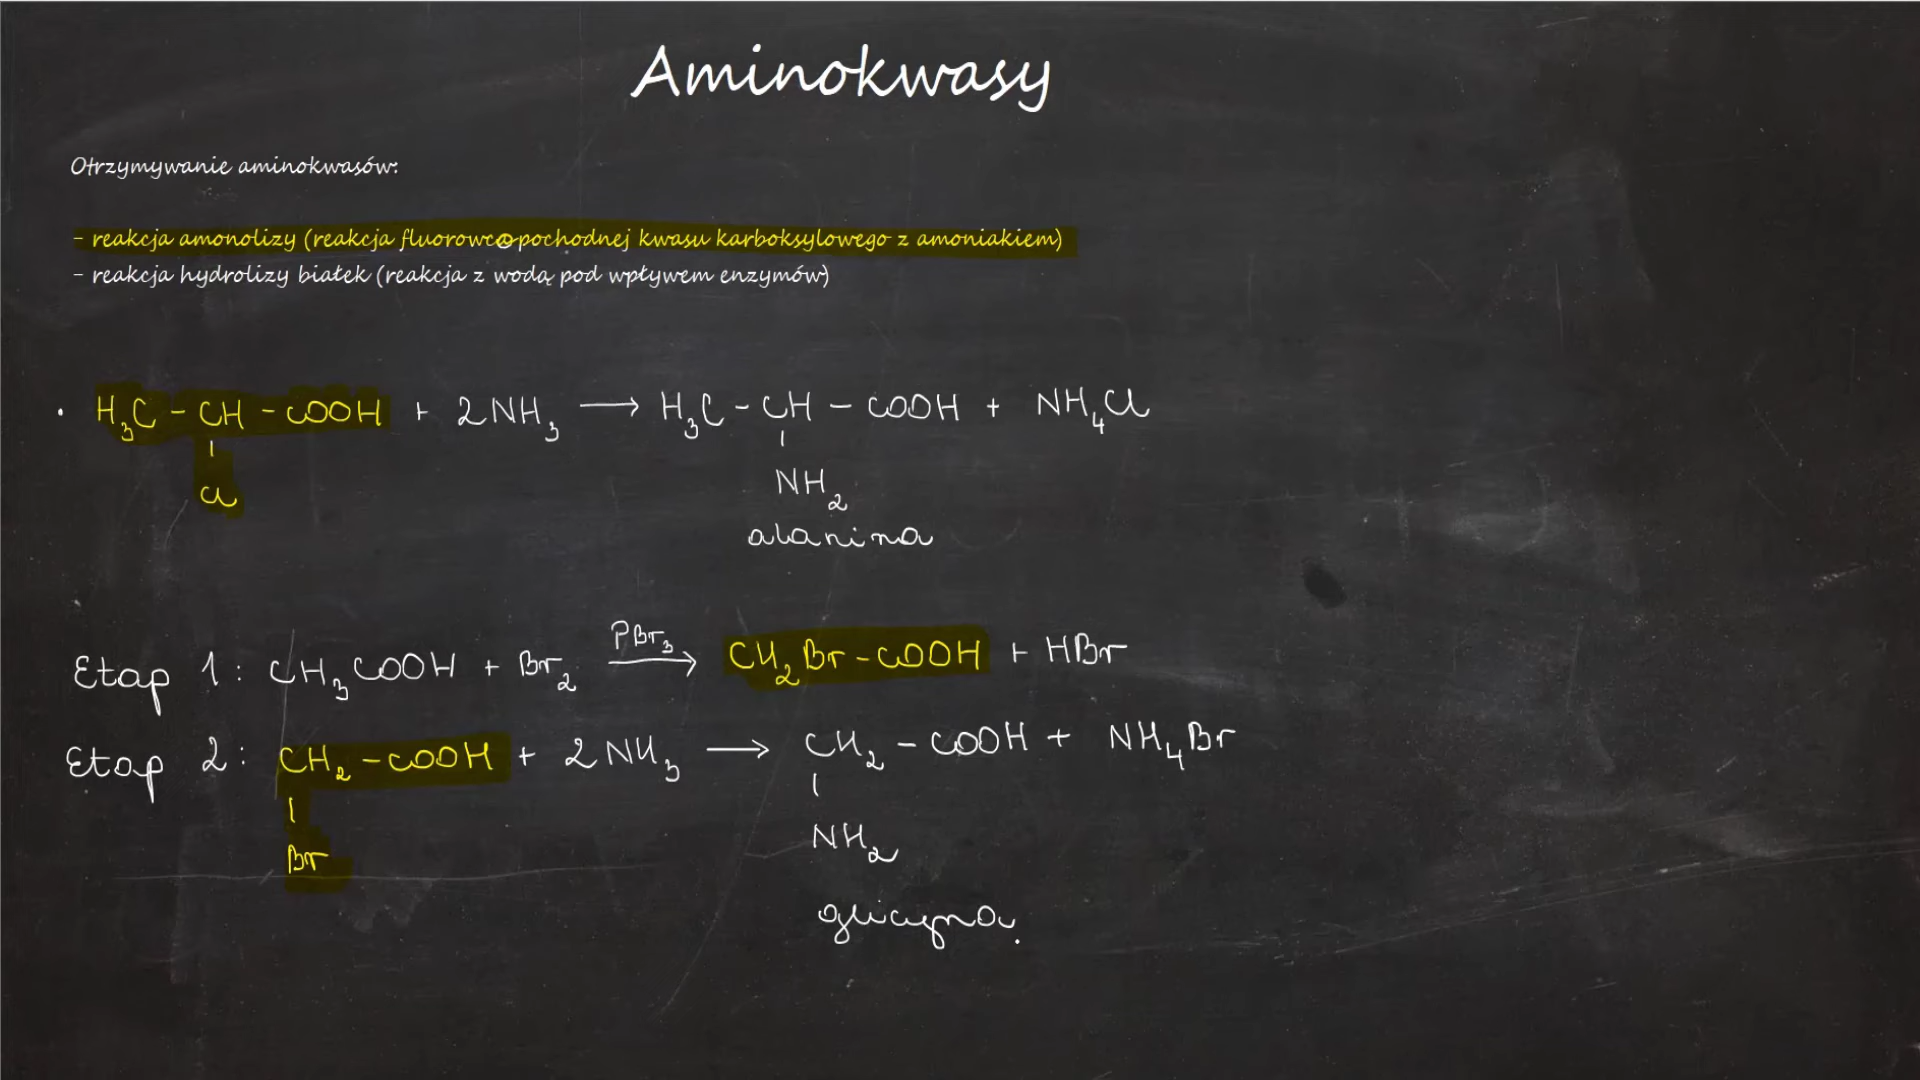 Aminokwasy
Otrzymywanie aminokwasów:
- reakcja amonolizy (reakcja fluorowcopochodnej kwasu karboksylowego z amoniakiem)
- reakcja hydrolizy białek (reakcja z wodą pod wpływem enzymów)
· H₃C - CH - COOH + 2NH₃ ⟶ H₃C - CH - COOH + NH₄Cl
Cl
NH₂
alanina
PBr₃
Etap 1: CH₃COOH + Br₂ ⟶ CH₂Br-COOH + HBr
Etap 2: CH₂-COOH + 2NH₃ ⟶ CH₂ - COOH + NH₄Br
Br
NH₂
glicyna.